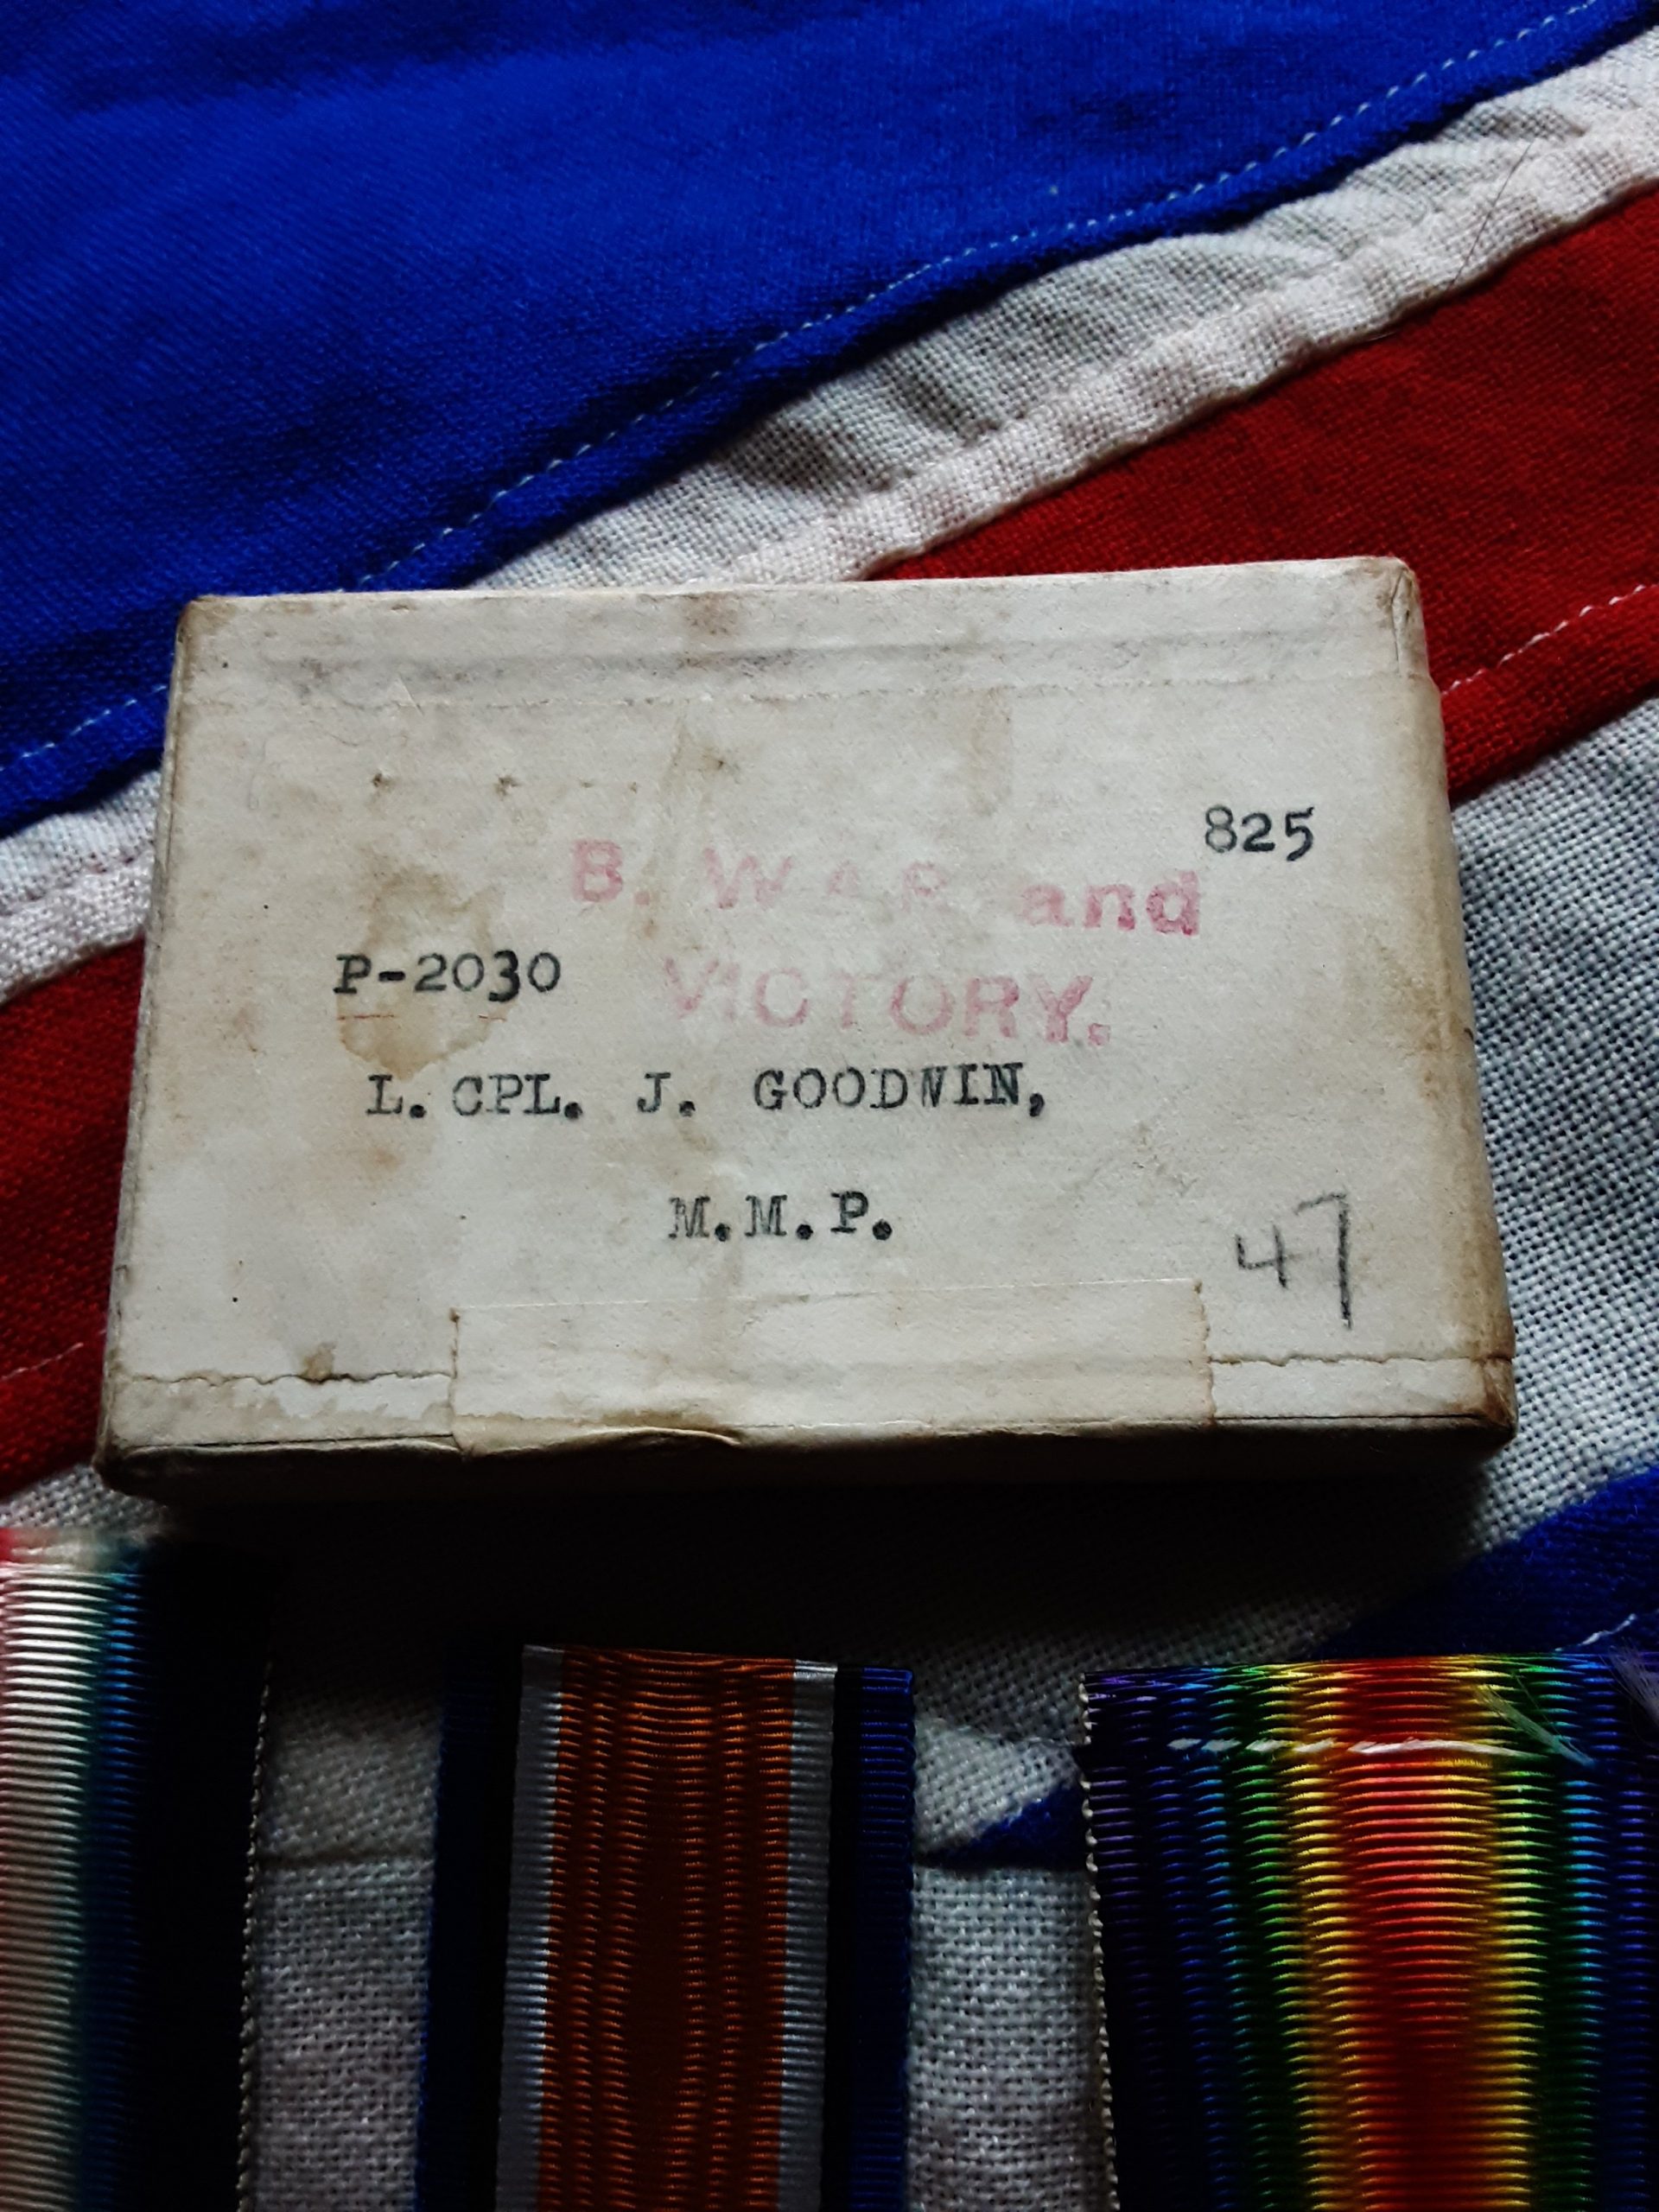 825
B. WAR and
P-2030
VICTORY.
L. CPL. J. GOODWIN,
M.M.P.
47